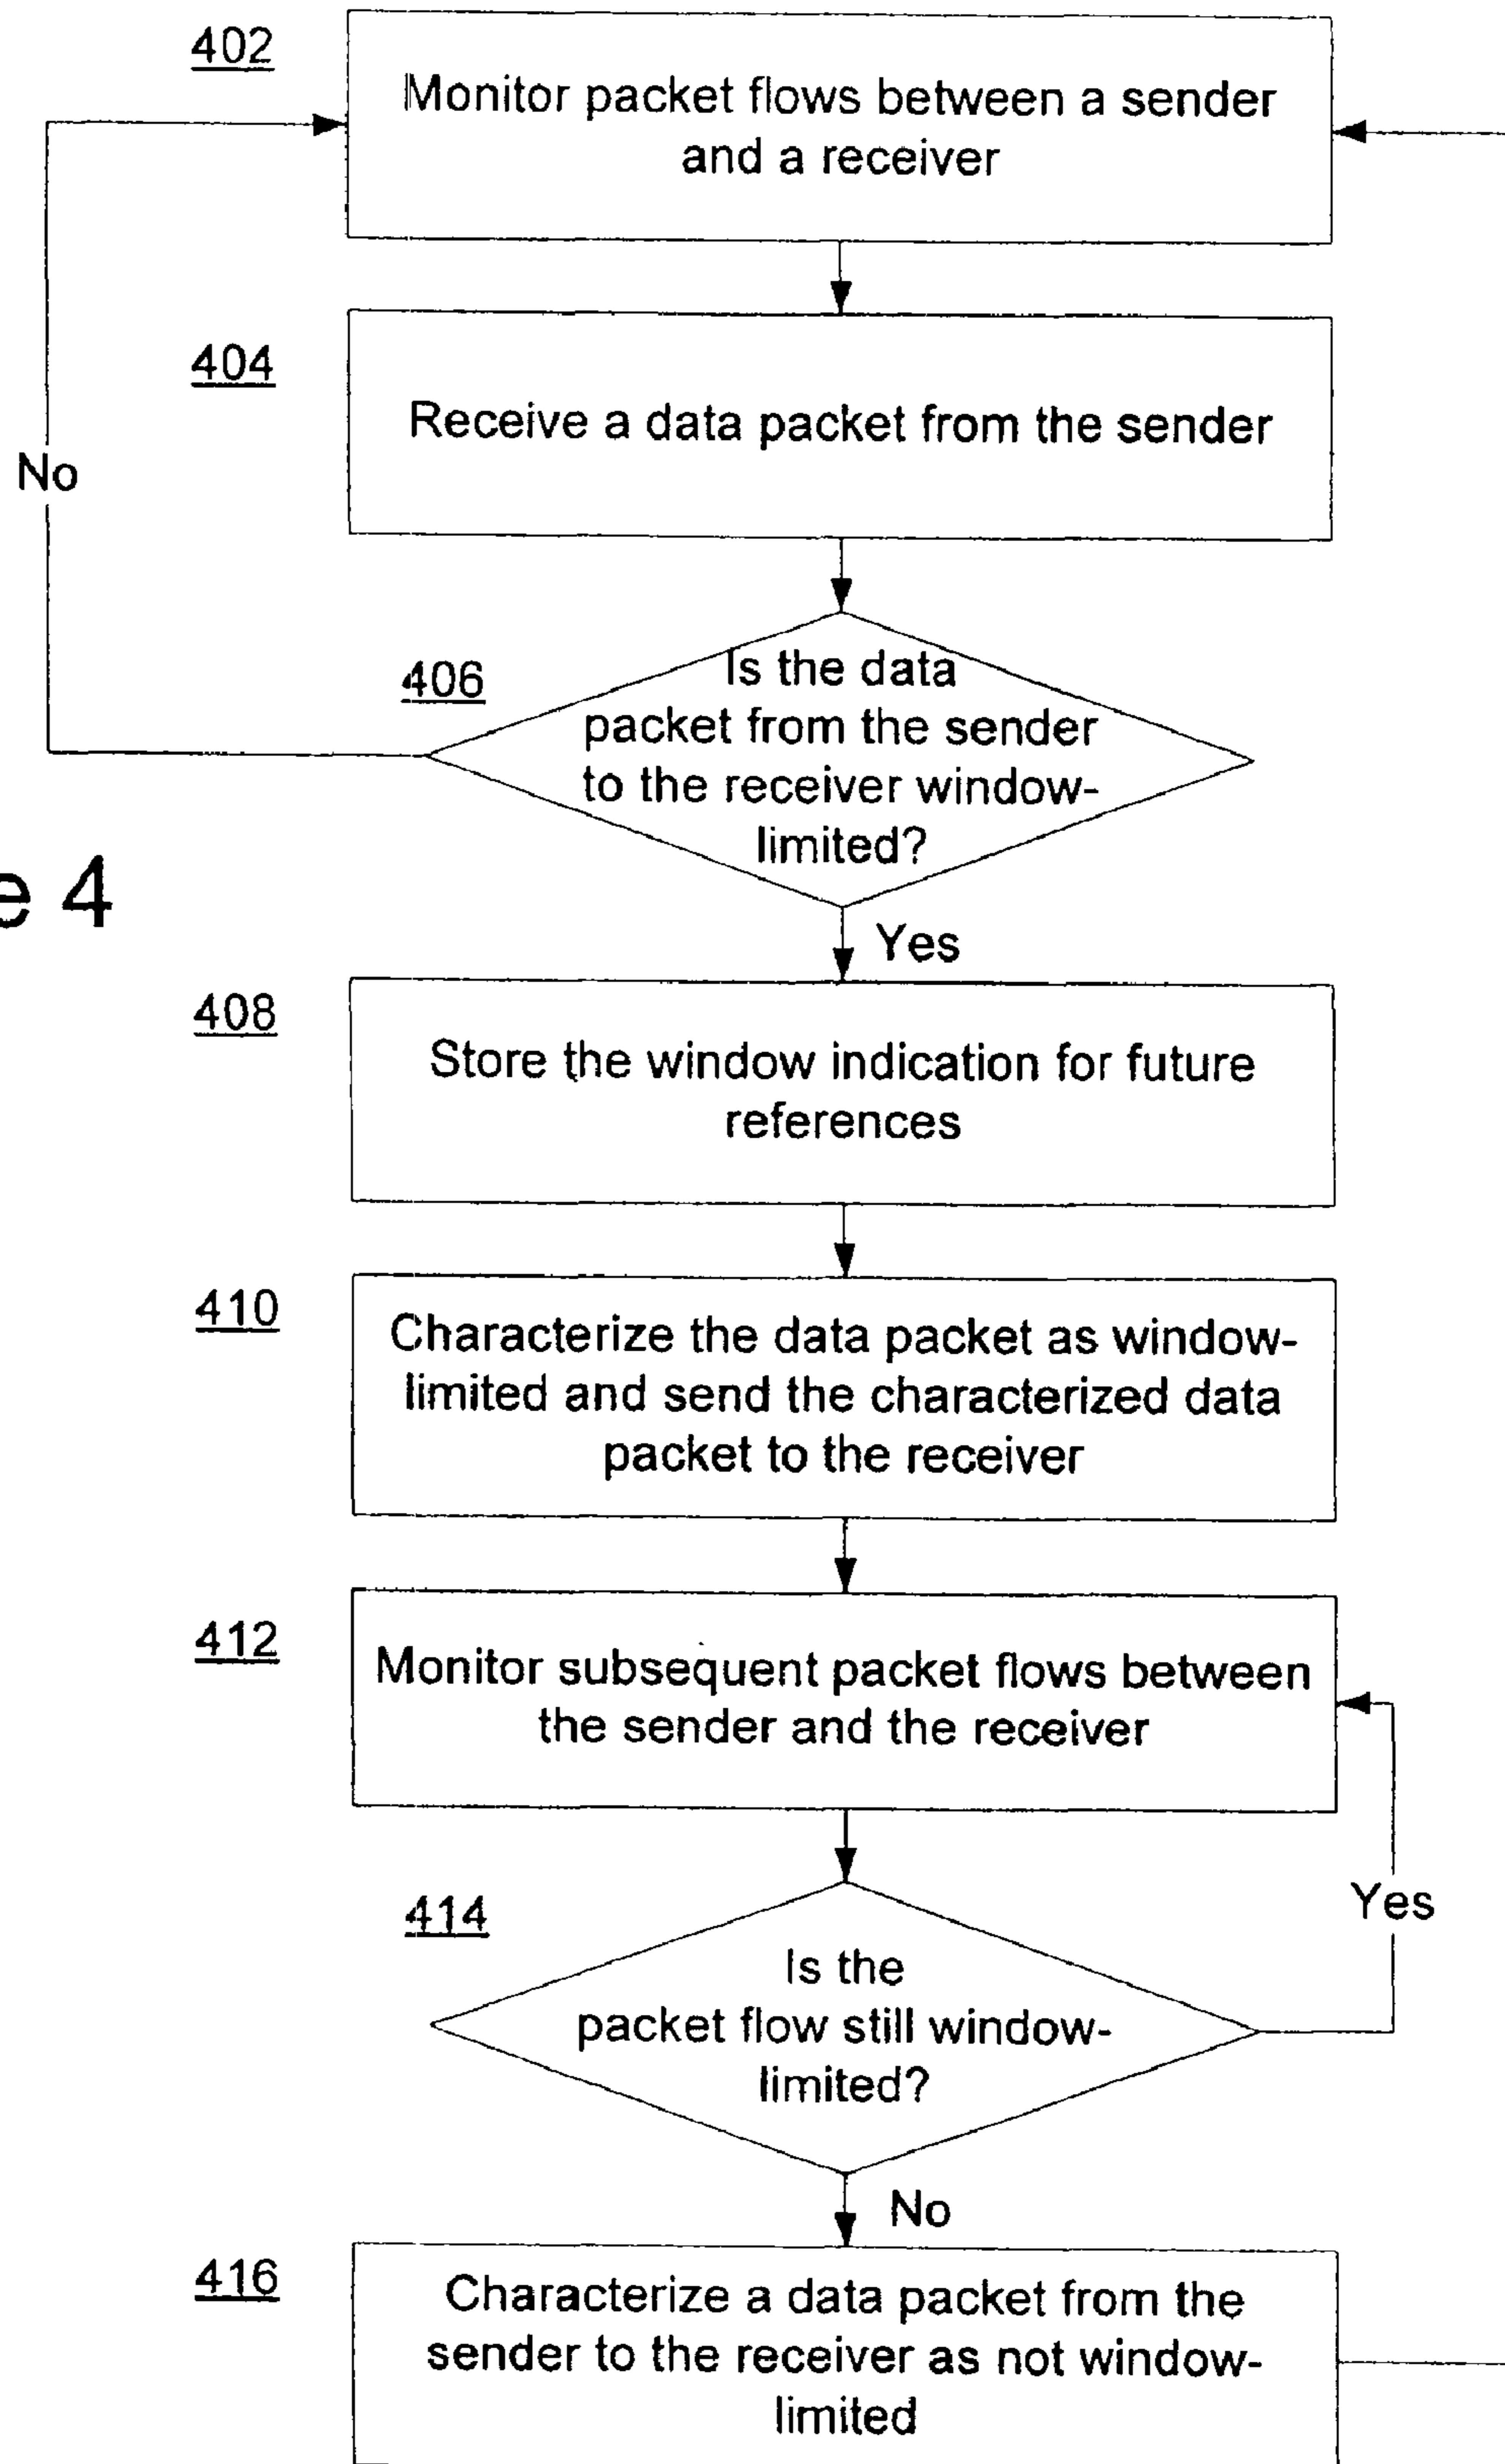 402
Monitor packet flows between a sender
and a receiver
404
Receive a data packet from the sender
No
406
Is the data
packet from the sender
to the receiver window-
limited?
e 4
Yes
408
Store the window indication for future
references
410
Characterize the data packet as window-
limited and send the characterized data
packet to the receiver
412
Monitor subsequent packet flows between
the sender and the receiver
Yes
414
Is the
packet flow still window-
limited?
No
416
Characterize a data packet from the
sender to the receiver as not window-
limited